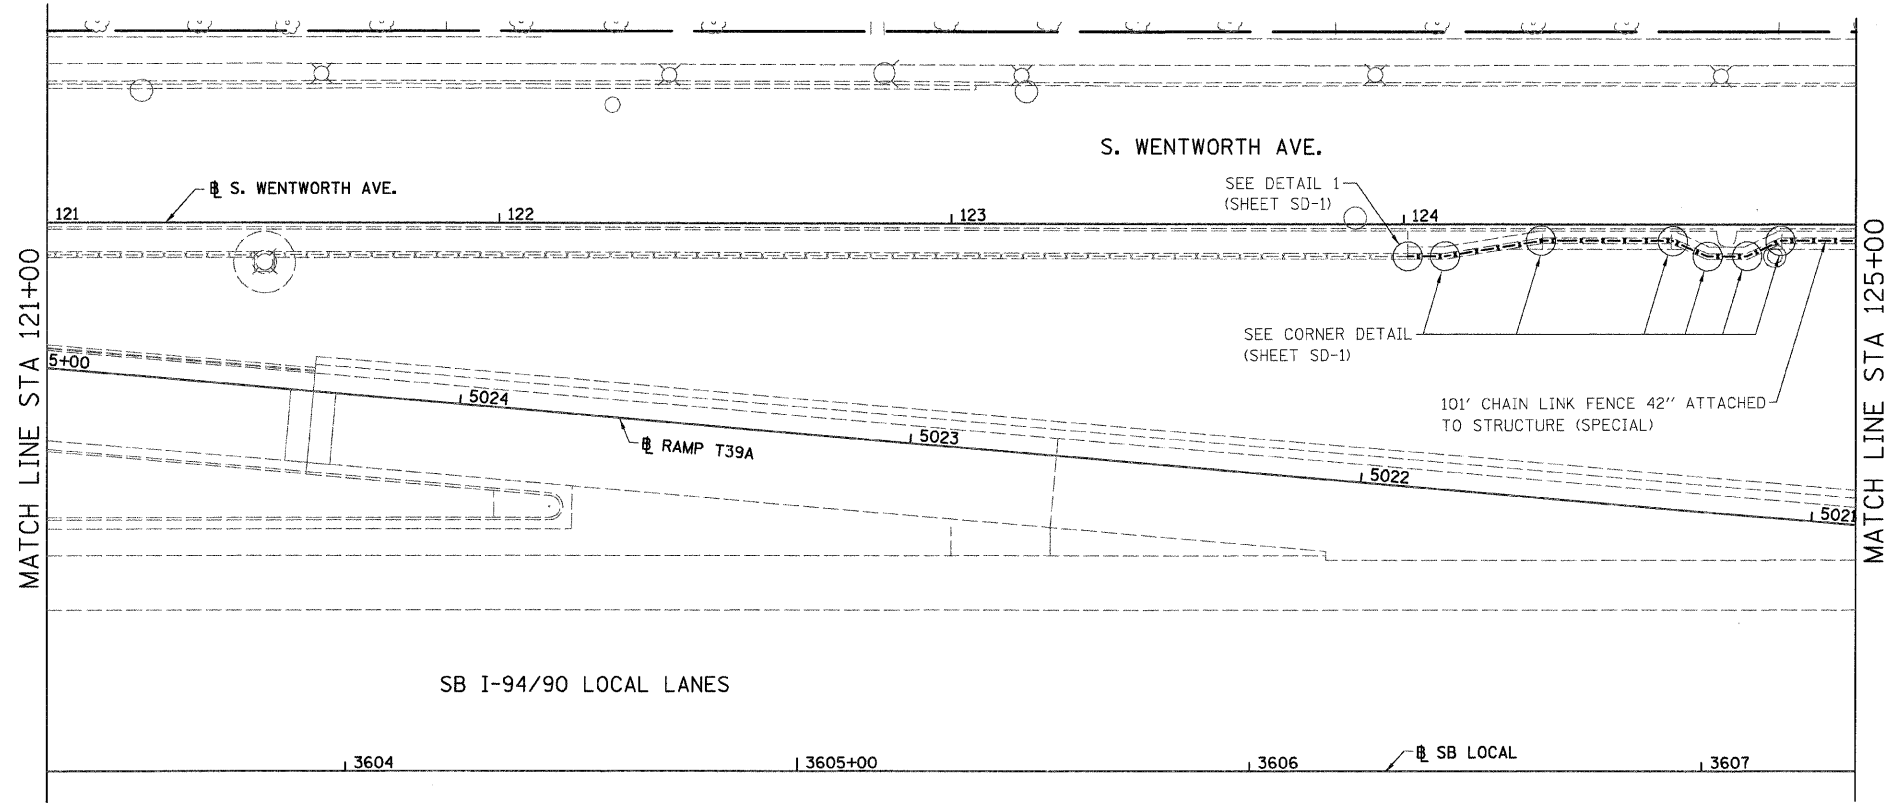 S. WENTWORTH AVE.
℄ S. WENTWORTH AVE.
SEE DETAIL 1
(SHEET SD-1)
121
122
123
124
MATCH LINE STA 121+00
MATCH LINE STA 125+00
SEE CORNER DETAIL
(SHEET SD-1)
5+00
5024
101' CHAIN LINK FENCE 42" ATTACHED
TO STRUCTURE (SPECIAL)
5023
℄ RAMP T39A
5022
5021
SB I-94/90 LOCAL LANES
℄ SB LOCAL
3604
3605+00
3606
3607